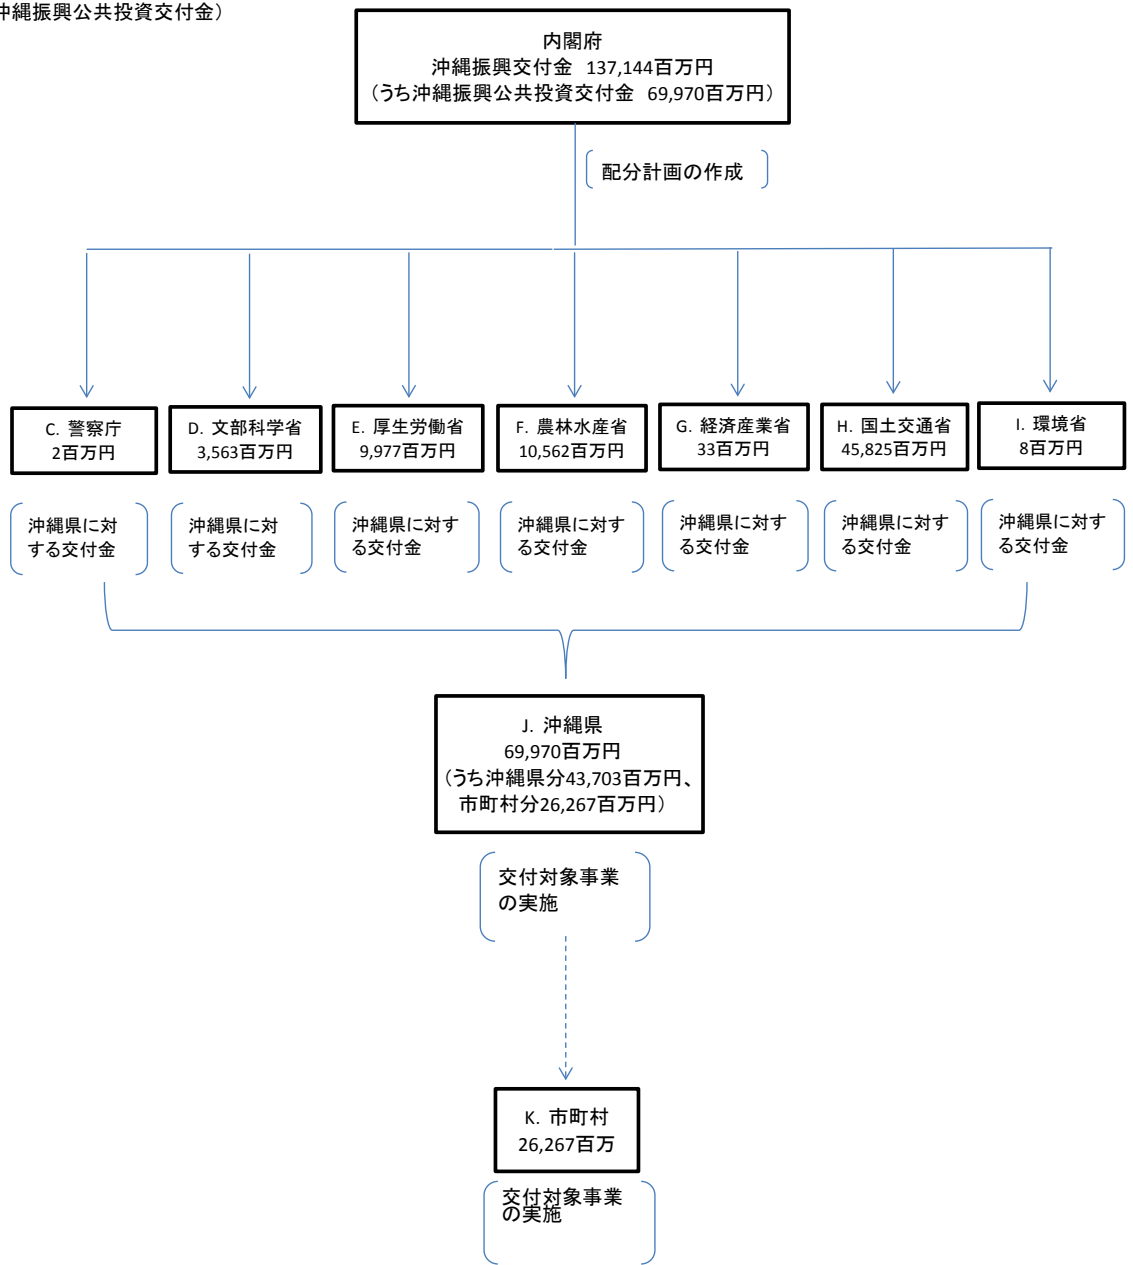 沖縄振興公共投資交付金）
内閣府
沖縄振興交付金 137,144百万円
（うち沖縄振興公共投資交付金 69,970百万円）
配分計画の作成
C. 警察庁
2百万円
D. 文部科学省
3,563百万円
E. 厚生労働省
9,977百万円
F. 農林水産省
10,562百万円
G. 経済産業省
33百万円
H. 国土交通省
45,825百万円
I. 環境省
8百万円
沖縄県に対
する交付金
沖縄県に対
する交付金
沖縄県に対す
る交付金
沖縄県に対す
る交付金
沖縄県に対す
る交付金
沖縄県に対す
る交付金
沖縄県に対す
る交付金
J. 沖縄県
69,970百万円
（うち沖縄県分43,703百万円、
市町村分26,267百万円）
交付対象事業
の実施
K. 市町村
26,267百万
交付対象事業
の実施